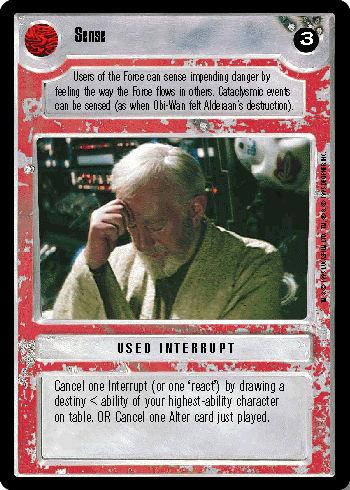 Sense
3
Users of the Force can sense impending danger by
feeling the way the Force flows in others. Cataclysmic events
can be sensed (as when Obi-Wan felt Alderaan's destruction).
USED INTERRUPT
Cancel one Interrupt (or one 'react') by drawing a
destiny < ability of your highest-ability character
on table. OR Cancel one Alter card just played.